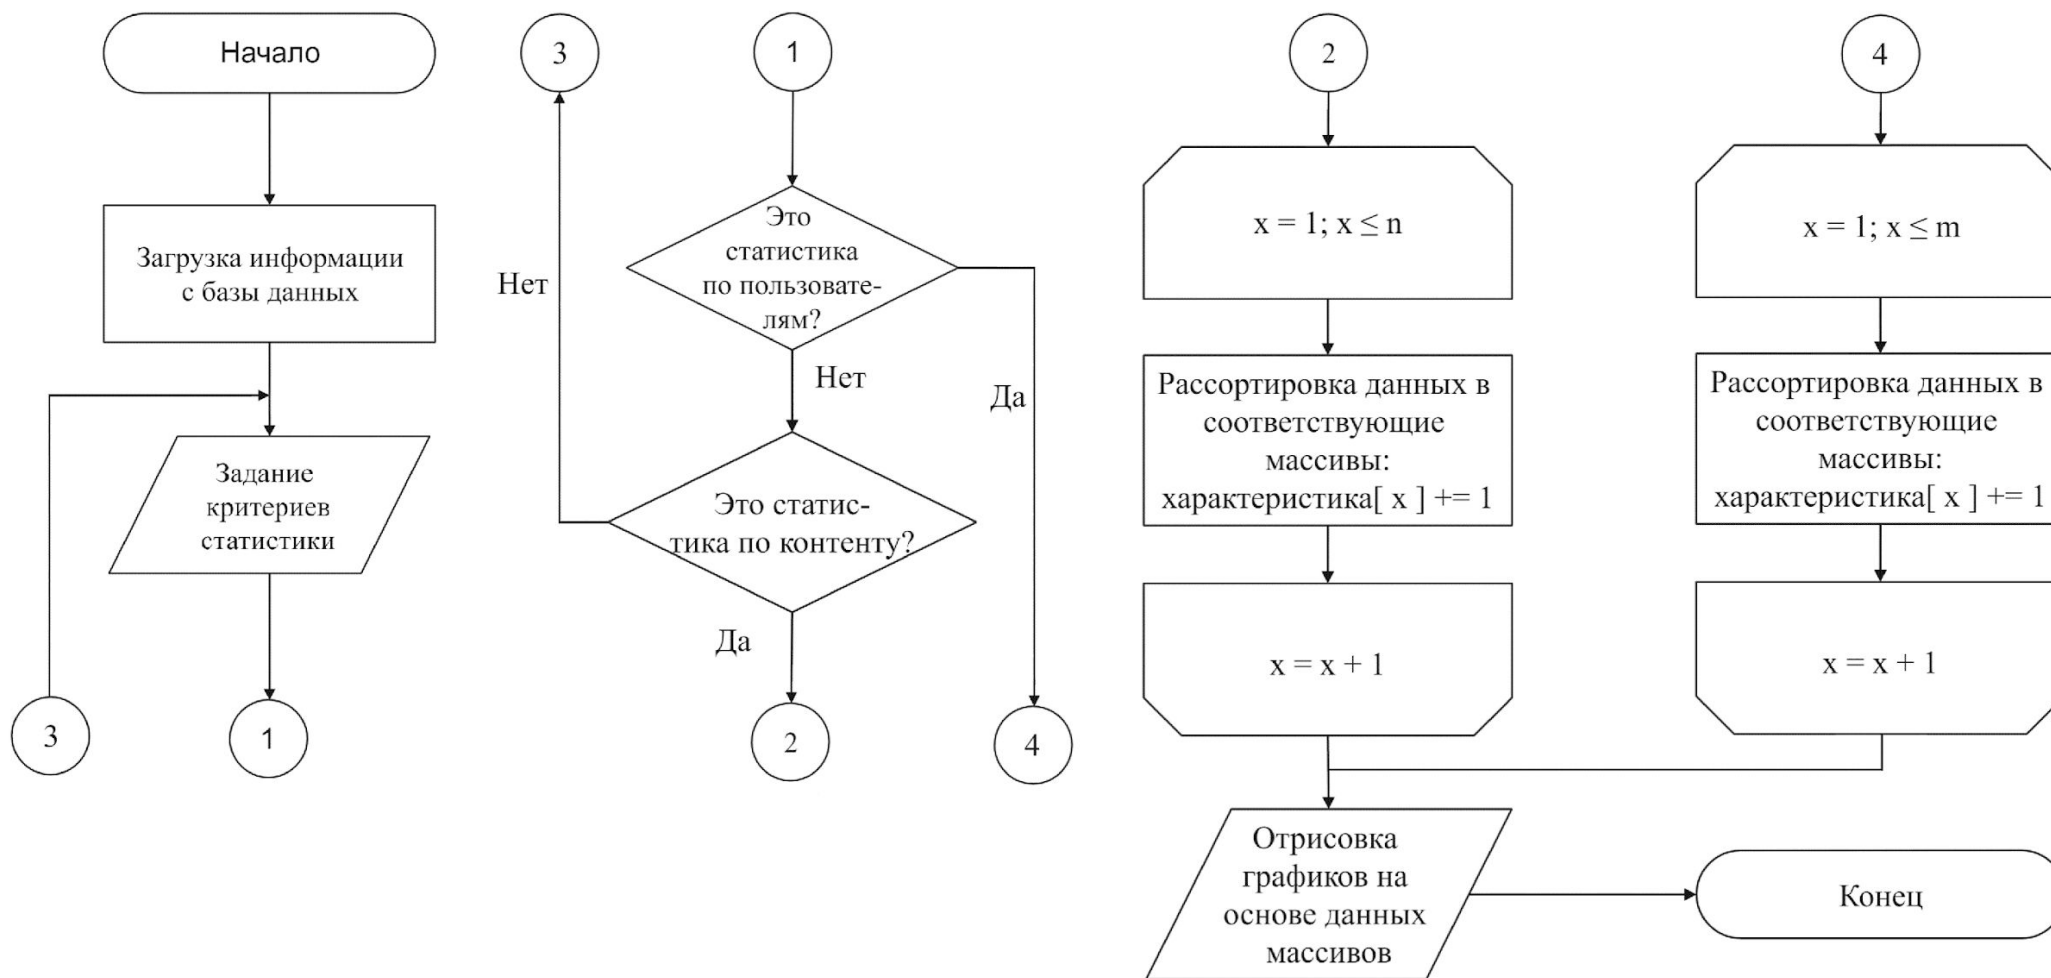 Начало
Загрузка информации
с базы данных
Задание
критериев
статистики
3
1
3
1
Это
статистика
по пользовате-
лям?
Нет
Нет
Да
Это статис-
тика по контенту?
Да
2
4
2
x = 1; x ≤ n
Рассортировка данных в
соответствующие
массивы:
характеристика[ x ] += 1
x = x + 1
4
x = 1; x ≤ m
Рассортировка данных в
соответствующие
массивы:
характеристика[ x ] += 1
x = x + 1
Отрисовка
графиков на
основе данных
массивов
Конец